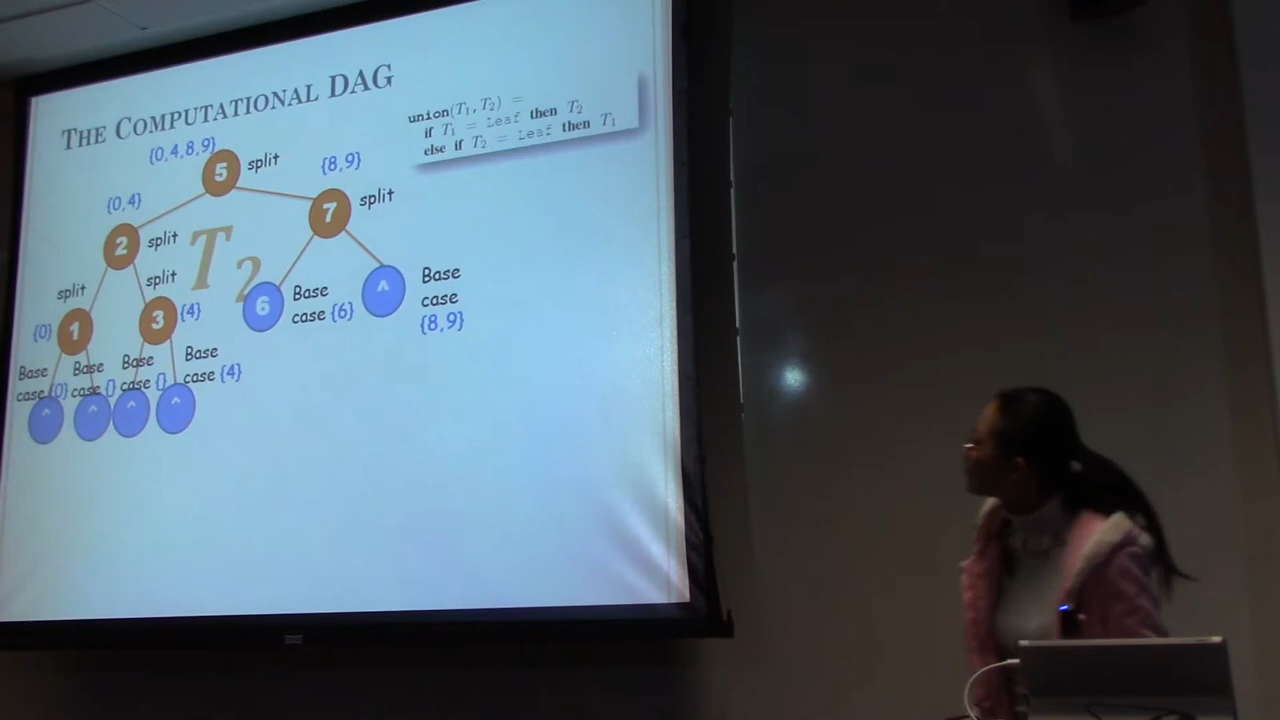 THE COMPUTATIONAL DAG
union(T₁, T₂) =
if T₁ = Leaf then T₂
else if T₂ = Leaf then T₁
{0,4,8,9}
5 split
{8,9}
{0,4}
7 split
2 split
T₂
split
split
{0} 1
3 {4}
6
Base
case {6}
^
Base
case
{8,9}
Base
case {0}
Base
case {}
Base
case {}
Base
case {4}
^ ^ ^ ^